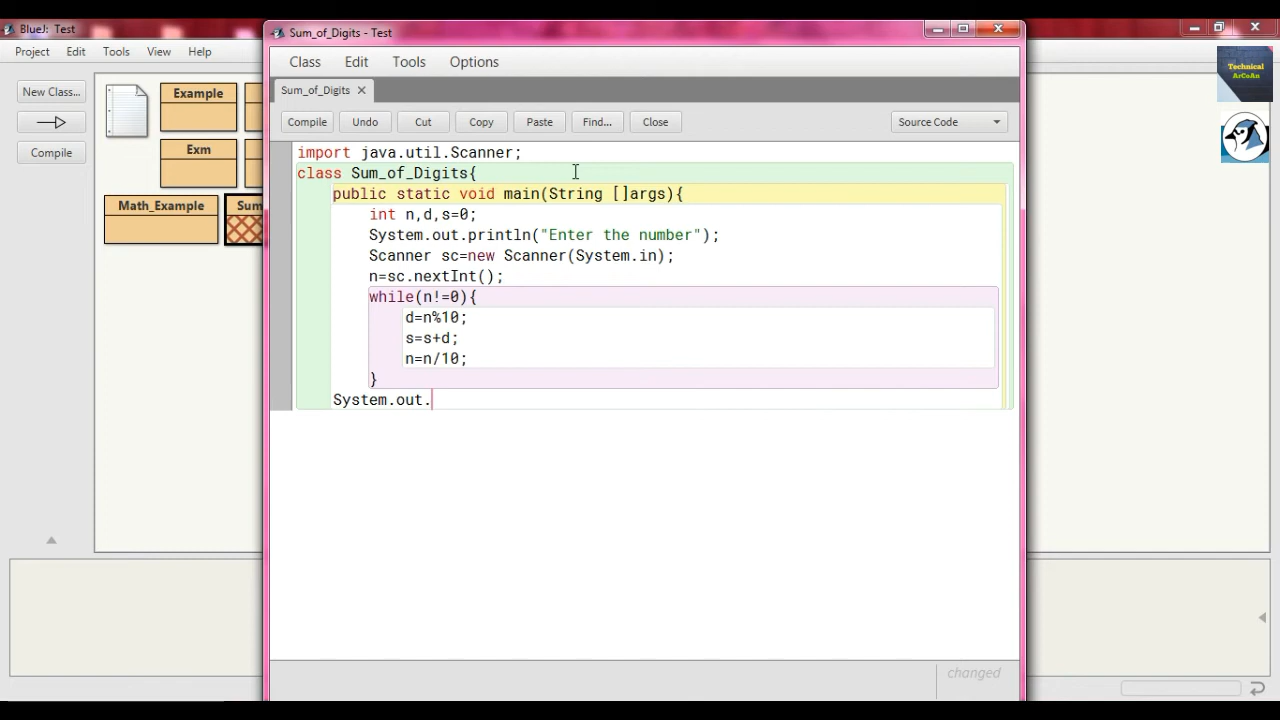 BlueJ: Test
Project Edit Tools View Help
New Class...
Compile
Example
Exm
Math_Example
Sum
Sum_of_Digits - Test
Class Edit Tools Options
Sum_of_Digits
Compile Undo Cut Copy Paste Find... Close Source Code
import java.util.Scanner;
class Sum_of_Digits{
public static void main(String []args){
int n,d,s=0;
System.out.println("Enter the number");
Scanner sc=new Scanner(System.in);
n=sc.nextInt();
while(n!=0){
d=n%10;
s=s+d;
n=n/10;
}
System.out.
changed
Technical
ArCoAn